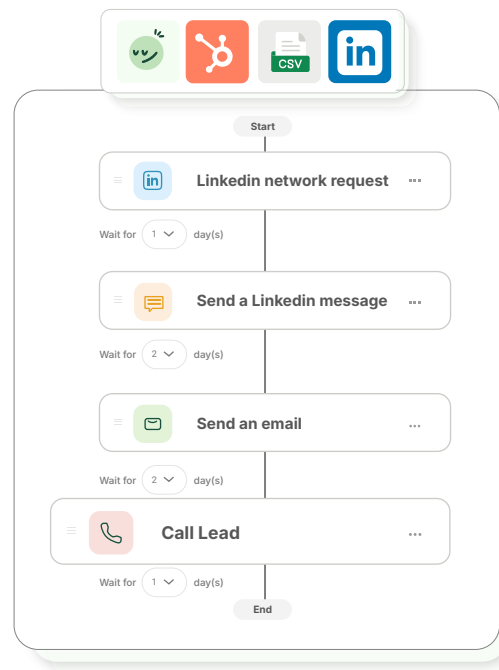 CSV
in
Start
in
Linkedin network request
Wait for 1 day(s)
Send a Linkedin message
Wait for 2 day(s)
Send an email
Wait for 2 day(s)
Call Lead
Wait for 1 day(s)
End